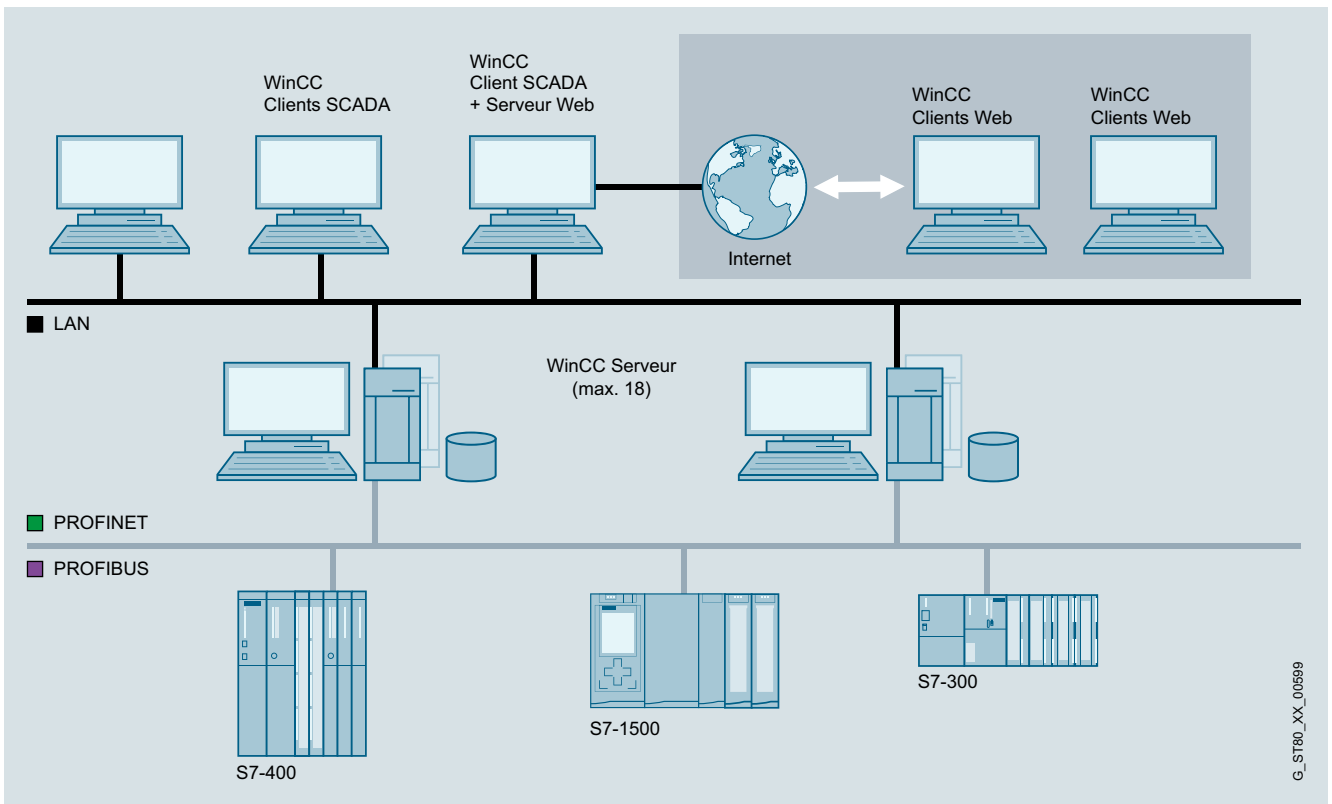 WinCC
Clients SCADA
WinCC
Client SCADA
+ Serveur Web
WinCC
Clients Web
WinCC
Clients Web
Internet
LAN
WinCC Serveur
(max. 18)
PROFINET
PROFIBUS
S7-400
S7-1500
S7-300
G_ST80_XX_00599